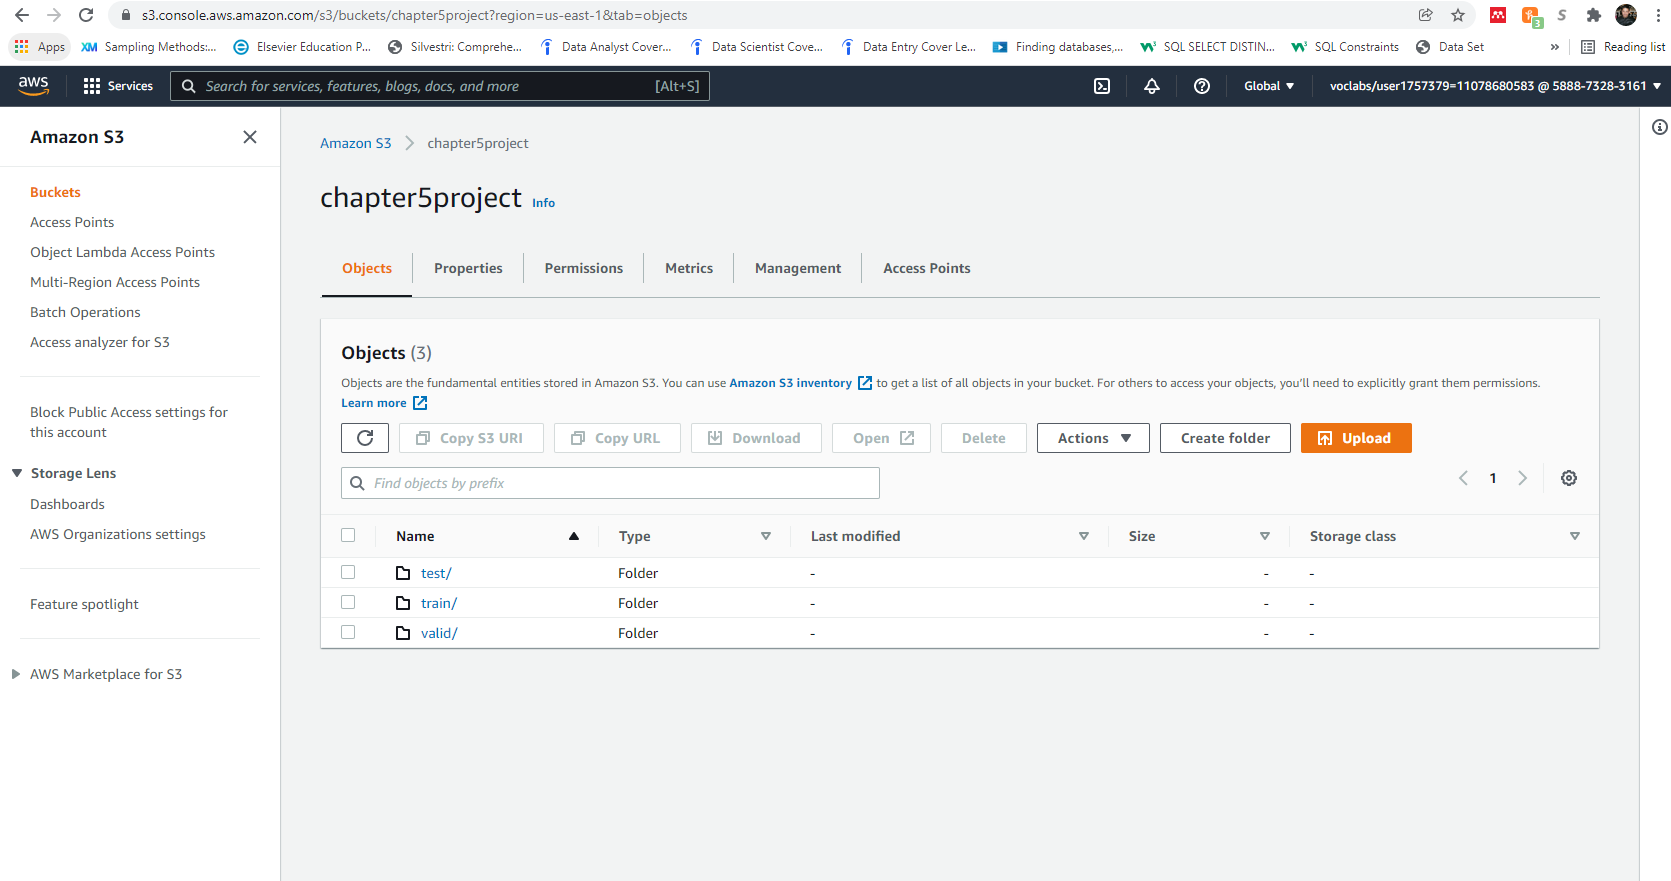 s3.console.aws.amazon.com/s3/buckets/chapter5project?region=us-east-1&tab=objects
3
Apps
XM Sampling Methods:...
Elsevier Education P...
Silvestri: Comprehe...
Data Analyst Cover...
Data Scientist Cove...
Data Entry Cover Le...
Finding databases,...
SQL SELECT DISTIN...
SQL Constraints
Data Set
»
Reading list
aws
Services
Search for services, features, blogs, docs, and more [Alt+S]
Global
voclabs/user1757379=11078680583 @ 5888-7328-3161
Amazon S3
Buckets
Access Points
Object Lambda Access Points
Multi-Region Access Points
Batch Operations
Access analyzer for S3
Block Public Access settings for
this account
Storage Lens
Dashboards
AWS Organizations settings
Feature spotlight
AWS Marketplace for S3
Amazon S3 > chapter5project
chapter5project Info
Objects
Properties
Permissions
Metrics
Management
Access Points
Objects (3)
Objects are the fundamental entities stored in Amazon S3. You can use Amazon S3 inventory to get a list of all objects in your bucket. For others to access your objects, you'll need to explicitly grant them permissions.
Learn more
Copy S3 URI
Copy URL
Download
Open
Delete
Actions
Create folder
Upload
Find objects by prefix
1
Name Type Last modified Size Storage class
test/ Folder - - -
train/ Folder - - -
valid/ Folder - - -